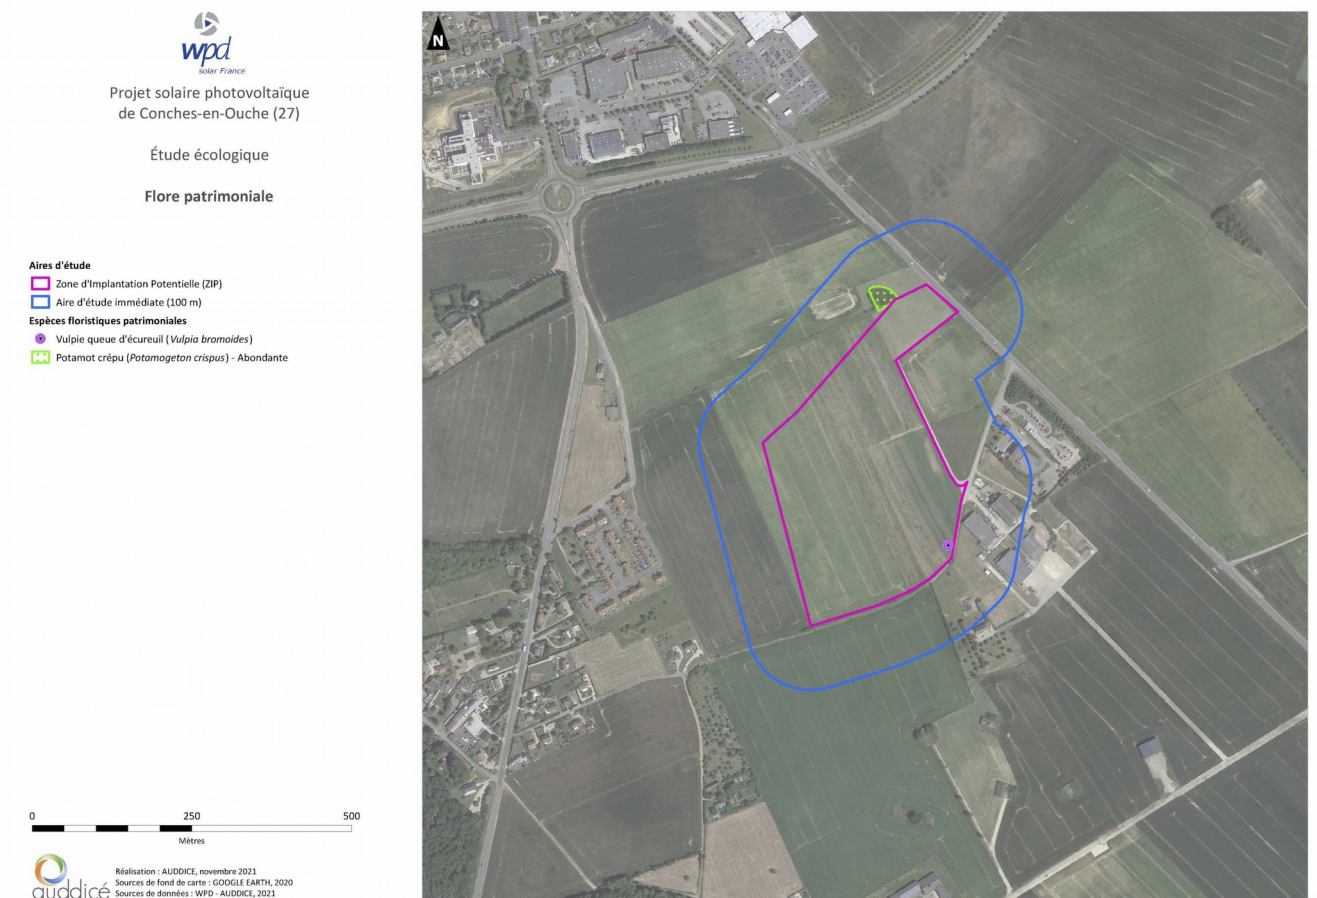 wpd
solar France
Projet solaire photovoltaïque
de Conches-en-Ouche (27)
Étude écologique
Flore patrimoniale
Aires d'étude
Zone d'Implantation Potentielle (ZIP)
Aire d'étude immédiate (100 m)
Espèces floristiques patrimoniales
Vulpie queue d'écureuil (Vulpia bromoides)
Potamot crépu (Potamogeton crispus) - Abondante
0 250 500
Mètres
auddicé
Réalisation : AUDDICE, novembre 2021
Sources de fond de carte : GOOGLE EARTH, 2020
Sources de données : WPD - AUDDICE, 2021
N